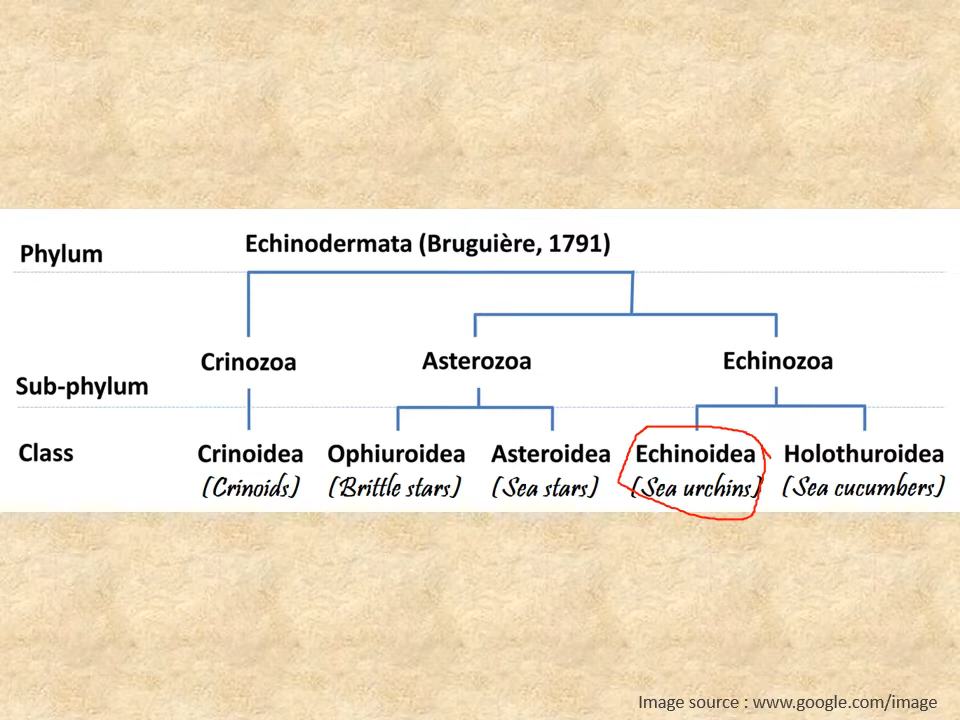 Phylum
Echinodermata (Bruguière, 1791)
Crinozoa Asterozoa Echinozoa
Sub-phylum
Class
Crinoidea Ophiuroidea Asteroidea Echinoidea Holothuroidea
(Crinoids) (Brittle stars) (Sea stars) (Sea urchins) (Sea cucumbers)
Image source : www.google.com/image